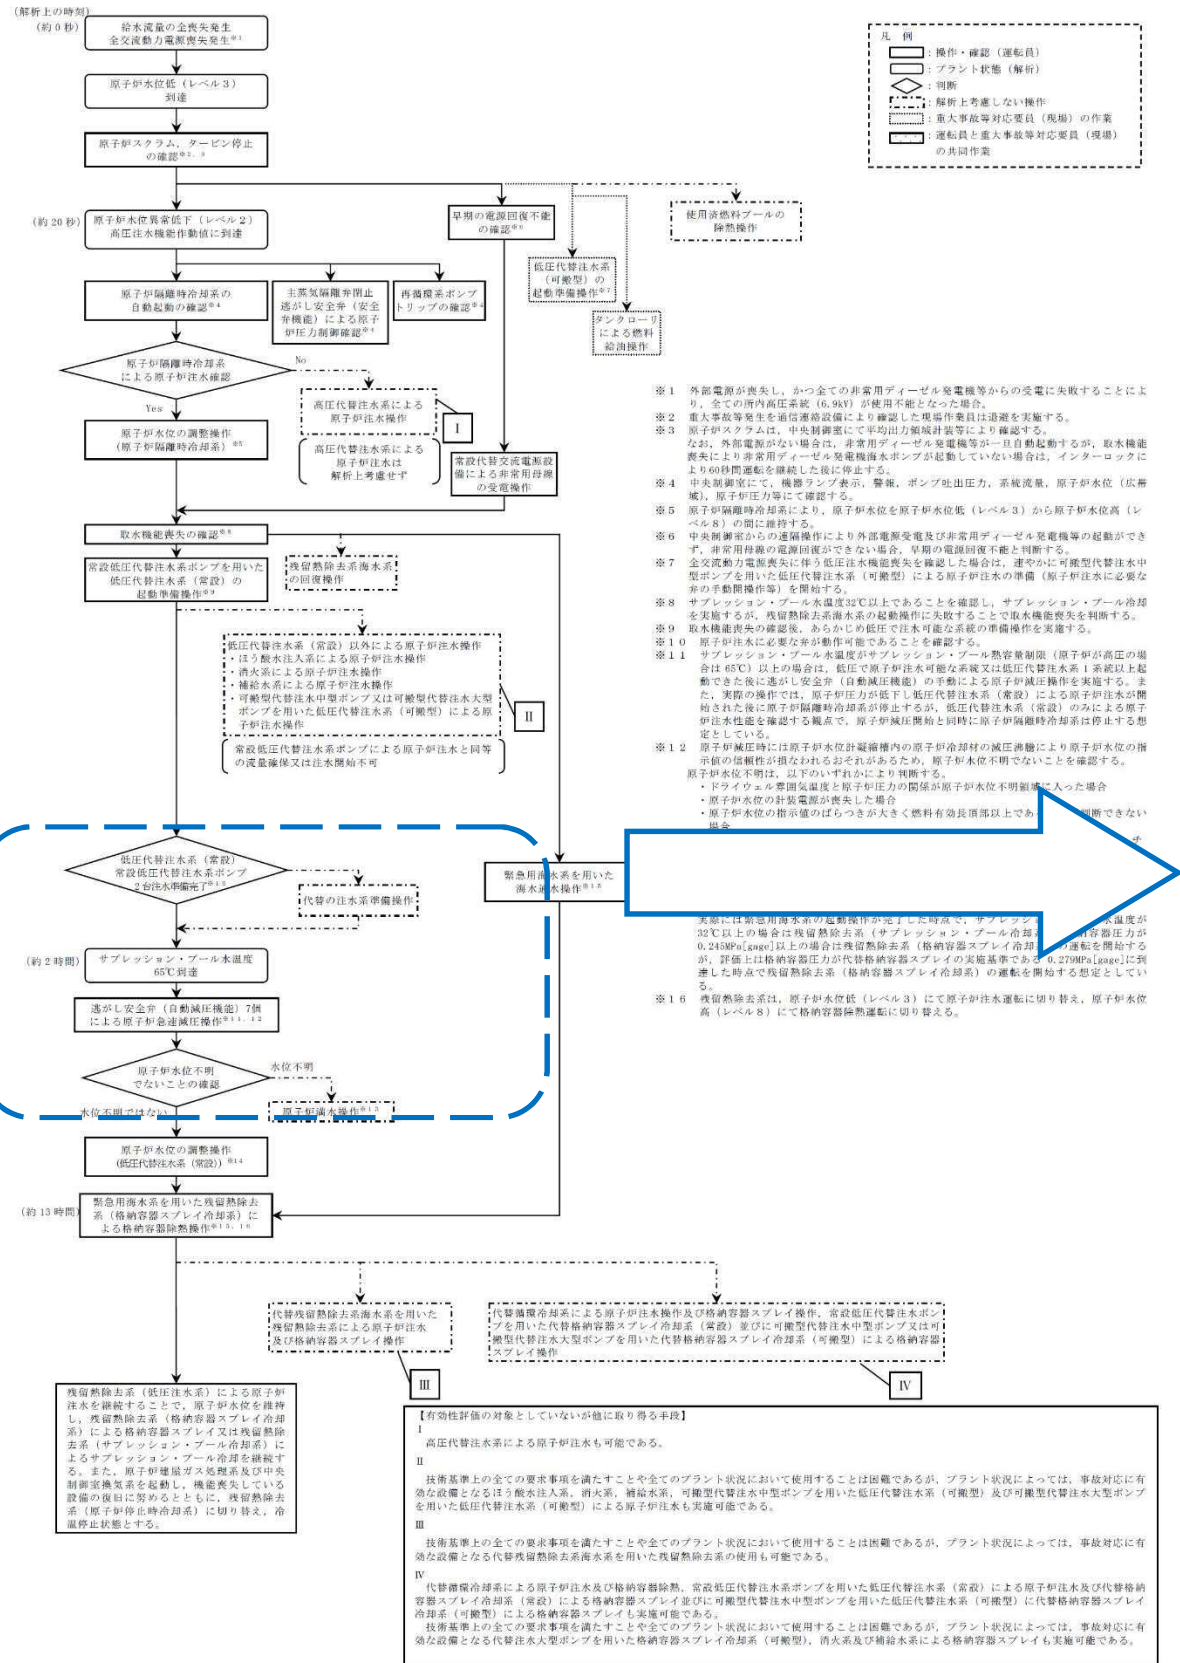 (解析上の時刻)
(約0秒)
給水流量の全喪失発生
全交流動力電源喪失発生※1
原子炉水位低(レベル3)
到達
原子炉スクラム,タービン停止
の確認※2,3
(約20秒)
原子炉水位異常低下(レベル2)
高圧注水機能作動値に到達
早期の電源回復不能
の確認※6
使用済燃料プールの
除熱操作
低圧代替注水系
(可搬型)の
起動準備操作※7
タンクローリ
による燃料
給油操作
原子炉隔離時冷却系の
自動起動の確認※4
主蒸気隔離弁閉止
逃がし安全弁(安全
弁機能)による原子
炉圧力制御確認※4
再循環系ポンプ
トリップの確認※4
原子炉隔離時冷却系
による原子炉注水確認
No
Yes
高圧代替注水系による
原子炉注水操作
Ⅰ
高圧代替注水系による
原子炉注水は
解析上考慮せず
原子炉水位の調整操作
(原子炉隔離時冷却系)※5
常設代替交流電源設
備による非常用母線
の受電操作
取水機能喪失の確認※8
残留熱除去系海水系
の回復操作
常設低圧代替注水系ポンプを用いた
低圧代替注水系(常設)の
起動準備操作※9
低圧代替注水系(常設)以外による原子炉注水操作
・ほう酸水注入系による原子炉注水操作
・消火系による原子炉注水操作
・補給水系による原子炉注水操作
・可搬型代替注水中型ポンプ又は可搬型代替注水大型
ポンプを用いた低圧代替注水系(可搬型)による原
子炉注水操作
Ⅱ
常設低圧代替注水系ポンプによる原子炉注水と同等
の流量確保又は注水開始不可
低圧代替注水系(常設)
常設低圧代替注水系ポンプ
2台注水準備完了※10
代替の注水系準備操作
緊急用海水系を用いた
海水通水操作※15
(約2時間)
サプレッション・プール水温度
65℃到達
逃がし安全弁(自動減圧機能)7個
による原子炉急速減圧操作※11,12
原子炉水位不明
でないことの確認
水位不明
水位不明ではない
原子炉満水操作※13
原子炉水位の調整操作
(低圧代替注水系(常設))※14
(約13時間)
緊急用海水系を用いた残留熱除去
系(格納容器スプレイ冷却系)に
よる格納容器除熱操作※15,16
代替残留熱除去系海水系を用いた
残留熱除去系による原子炉注水
及び格納容器スプレイ操作
Ⅲ
代替循環冷却系による原子炉注水操作及び格納容器スプレイ操作,常設低圧代替注水ポン
プを用いた代替格納容器スプレイ冷却系(常設)並びに可搬型代替注水中型ポンプ又は可
搬型代替注水大型ポンプを用いた代替格納容器スプレイ冷却系(可搬型)による格納容器
スプレイ操作
Ⅳ
残留熱除去系(低圧注水系)による原子炉
注水を継続することで,原子炉水位を維持
し,残留熱除去系(格納容器スプレイ冷却
系)による格納容器スプレイ又は残留熱除
去系(サプレッション・プール冷却系)に
よるサプレッション・プール冷却を継続す
る。また,原子炉建屋ガス処理系及び中央
制御室換気系を起動し,機能喪失している
設備の復旧に努めるとともに,残留熱除去
系(原子炉停止時冷却系)に切り替え,冷
温停止状態とする。
凡 例
:操作・確認(運転員)
:プラント状態(解析)
:判断
:解析上考慮しない操作
:重大事故等対応要員(現場)の作業
:運転員と重大事故等対応要員(現場)
の共同作業
※1 外部電源が喪失し,かつ全ての非常用ディーゼル発電機等からの受電に失敗することによ
り,全ての所内高圧系統(6.9kV)が使用不能となった場合。
※2 重大事故等発生を通信連絡設備により確認した現場作業員は退避を実施する。
※3 原子炉スクラムは,中央制御室にて平均出力領域計装等により確認する。
なお,外部電源がない場合は,非常用ディーゼル発電機等が一旦自動起動するが,取水機能
喪失により非常用ディーゼル発電機海水ポンプが起動していない場合は,インターロックに
より60秒間運転を継続した後に停止する。
※4 中央制御室にて,機器ランプ表示,警報,ポンプ吐出圧力,系統流量,原子炉水位(広帯
域),原子炉圧力等にて確認する。
※5 原子炉隔離時冷却系により,原子炉水位を原子炉水位低(レベル3)から原子炉水位高(レ
ベル8)の間に維持する。
※6 中央制御室からの遠隔操作により外部電源受電及び非常用ディーゼル発電機等の起動ができ
ず,非常用母線の電源回復ができない場合,早期の電源回復不能と判断する。
※7 全交流動力電源喪失に伴う低圧注水機能喪失を確認した場合は,速やかに可搬型代替注水中
型ポンプを用いた低圧代替注水系(可搬型)による原子炉注水の準備(原子炉注水に必要な
弁の手動開操作等)を開始する。
※8 サプレッション・プール水温度32℃以上であることを確認し,サプレッション・プール冷却
を実施するが,残留熱除去系海水系の起動操作に失敗することで取水機能喪失を判断する。
※9 取水機能喪失の確認後,あらかじめ低圧で注水可能な系統の準備操作を実施する。
※10 原子炉注水に必要な弁が動作可能であることを確認する。
※11 サプレッション・プール水温度がサプレッション・プール熱容量制限(原子炉が高圧の場
合は65℃)以上の場合は,低圧で原子炉注水可能な系統又は低圧代替注水系1系統以上起
動できた後に逃がし安全弁(自動減圧機能)の手動による原子炉減圧操作を実施する。ま
た,実際の操作では,原子炉圧力が低下し低圧代替注水系(常設)による原子炉注水が開
始された後に原子炉隔離時冷却系が停止するが,低圧代替注水系(常設)のみによる原子
炉注水性能を確認する観点で,原子炉減圧開始と同時に原子炉隔離時冷却系は停止する想
定としている。
※12 原子炉減圧時には原子炉水位計凝縮槽内の原子炉冷却材の減圧沸騰により原子炉水位の指
示値の信頼性が損なわれるおそれがあるため,原子炉水位不明でないことを確認する。
原子炉水位不明は,以下のいずれかにより判断する。
・ドライウェル雰囲気温度と原子炉圧力の関係が原子炉水位不明領域に入った場合
・原子炉水位の計装電源が喪失した場合
・原子炉水位の指示値のばらつきが大きく燃料有効長頂部以上であ 判断できない
場合
実際には緊急用海水系の起動操作が完了した時点で,サプレッシ 水温度が
32℃以上の場合は残留熱除去系(サプレッション・プール冷却系 容器圧力が
0.245MPa[gage]以上の場合は残留熱除去系(格納容器スプレイ冷却系 の運転を開始する
が,評価上は格納容器圧力が代替格納容器スプレイの実施基準である 0.279MPa[gage]に到
達した時点で残留熱除去系(格納容器スプレイ冷却系)の運転を開始する想定としてい
る。
※16 残留熱除去系は,原子炉水位低(レベル3)にて原子炉注水運転に切り替え,原子炉水位
高(レベル8)にて格納容器除熱運転に切り替える。
【有効性評価の対象としていないが他に取り得る手段】
Ⅰ
高圧代替注水系による原子炉注水も可能である。
Ⅱ
技術基準上の全ての要求事項を満たすことや全てのプラント状況において使用することは困難であるが,プラント状況によっては,事故対応に有
効な設備となるほう酸水注入系,消火系,補給水系,可搬型代替注水中型ポンプを用いた低圧代替注水系(可搬型)及び可搬型代替注水大型ポンプ
を用いた低圧代替注水系(可搬型)による原子炉注水も実施可能である。
Ⅲ
技術基準上の全ての要求事項を満たすことや全てのプラント状況において使用することは困難であるが,プラント状況によっては,事故対応に有
効な設備となる代替残留熱除去系海水系を用いた残留熱除去系の使用も可能である。
Ⅳ
代替循環冷却系による原子炉注水及び格納容器除熱,常設低圧代替注水系ポンプを用いた低圧代替注水系(常設)による原子炉注水及び代替格納
容器スプレイ冷却系(常設)による格納容器スプレイ並びに可搬型代替注水中型ポンプを用いた低圧代替注水系(可搬型)に代替格納容器スプレイ
冷却系(可搬型)による格納容器スプレイも実施可能である。
技術基準上の全ての要求事項を満たすことや全てのプラント状況において使用することは困難であるが,プラント状況によっては,事故対応に有
効な設備となる代替注水大型ポンプを用いた格納容器スプレイ冷却系(可搬型),消火系及び補給水系による格納容器スプレイも実施可能である。